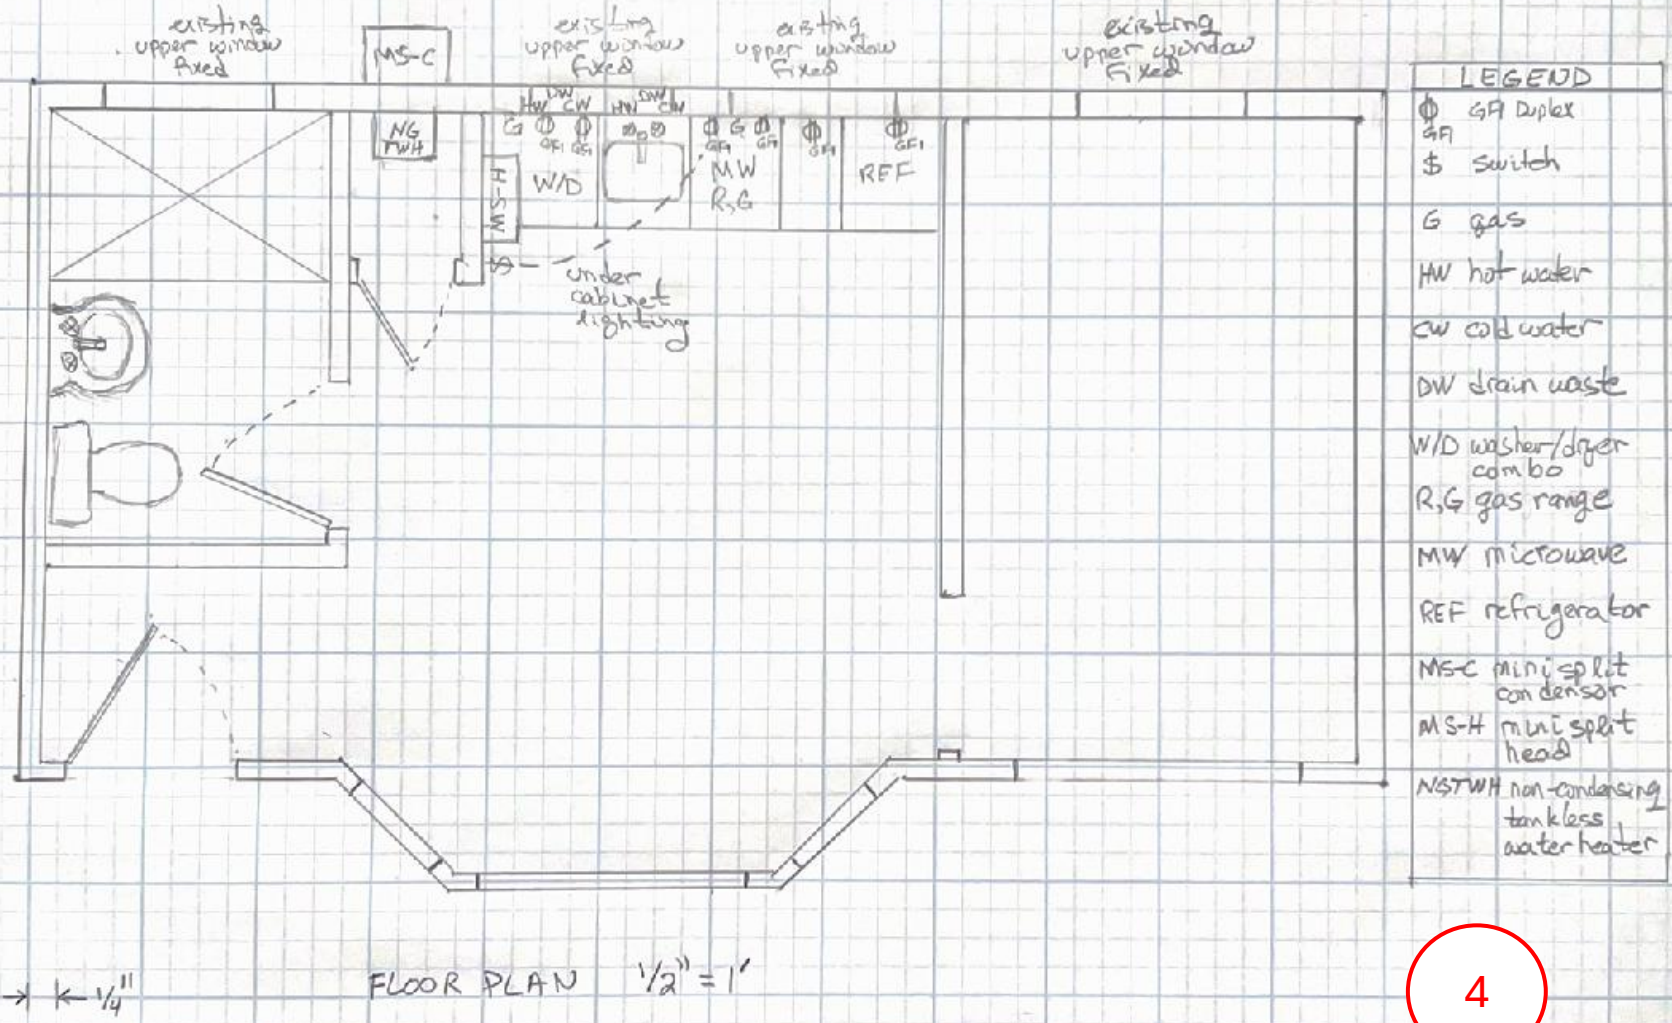 existing
upper window
fixed
MS-C
existing
upper window
fixed
existing
upper window
fixed
existing
upper window
fixed
NG
TWH
HW DW CW
G
GFI GFI
W/D
H-SW
$
HW DW CW
G
GFI GFI
MW
R,G
GFI
GFI
REF
under
cabinet
lighting
LEGEND
GFI Duplex
GFI
$ switch
G gas
HW hot water
CW cold water
DW drain waste
W/D washer/dryer
combo
R,G gas range
MW microwave
REF refrigerator
MS-C mini split
condensor
MS-H mini split
head
NGTWH non-condensing
tankless
water heater
1/4"
FLOOR PLAN 1/2" = 1'
4